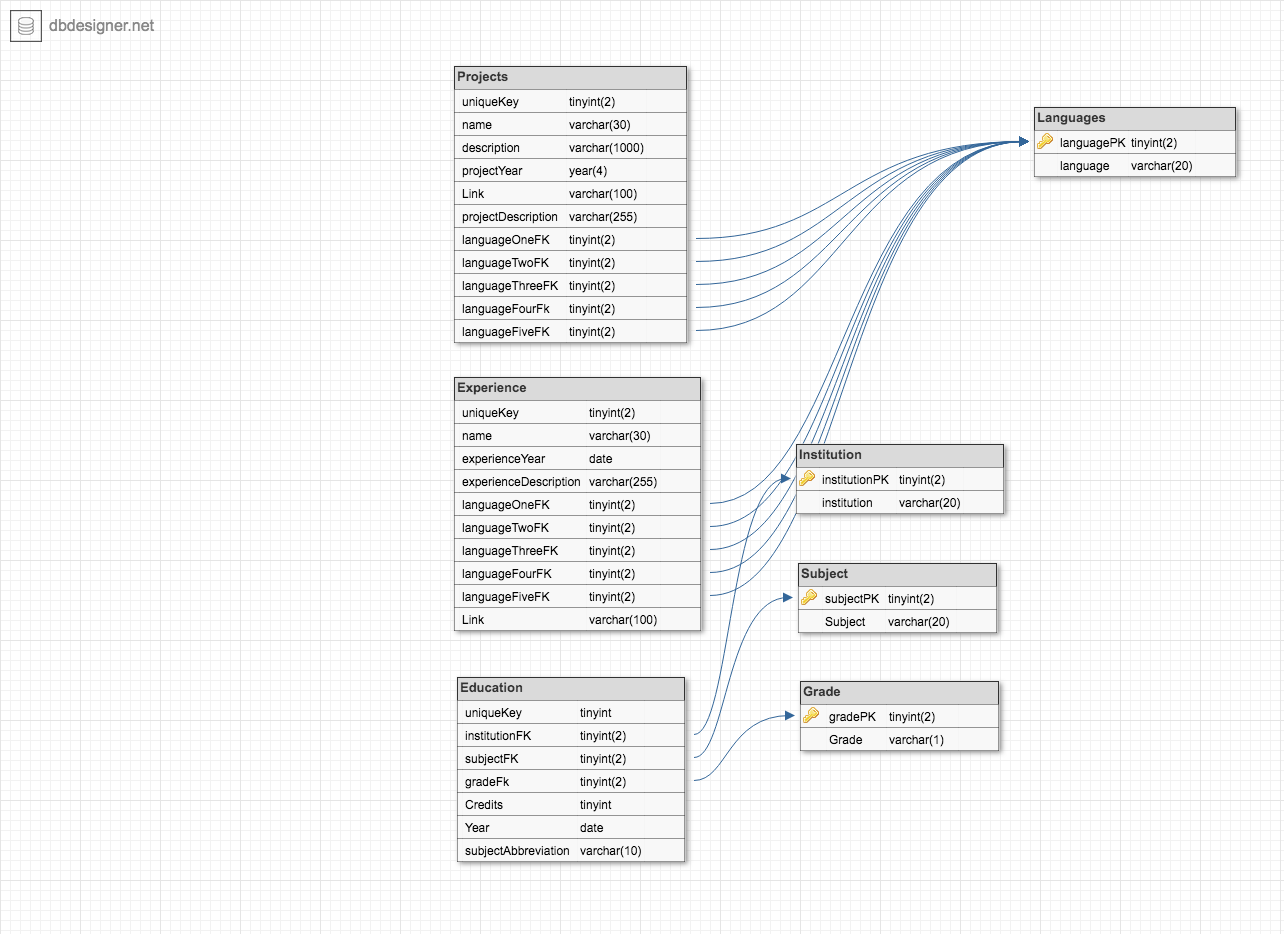 dbdesigner.net
Projects
uniqueKey tinyint(2)
name varchar(30)
description varchar(1000)
projectYear year(4)
Link varchar(100)
projectDescription varchar(255)
languageOneFK tinyint(2)
languageTwoFK tinyint(2)
languageThreeFK tinyint(2)
languageFourFk tinyint(2)
languageFiveFK tinyint(2)
Languages
languagePK tinyint(2)
language varchar(20)
Experience
uniqueKey tinyint(2)
name varchar(30)
experienceYear date
experienceDescription varchar(255)
languageOneFK tinyint(2)
languageTwoFK tinyint(2)
languageThreeFK tinyint(2)
languageFourFK tinyint(2)
languageFiveFK tinyint(2)
Link varchar(100)
Institution
institutionPK tinyint(2)
institution varchar(20)
Subject
subjectPK tinyint(2)
Subject varchar(20)
Education
uniqueKey tinyint
institutionFK tinyint(2)
subjectFK tinyint(2)
gradeFk tinyint(2)
Credits tinyint
Year date
subjectAbbreviation varchar(10)
Grade
gradePK tinyint(2)
Grade varchar(1)